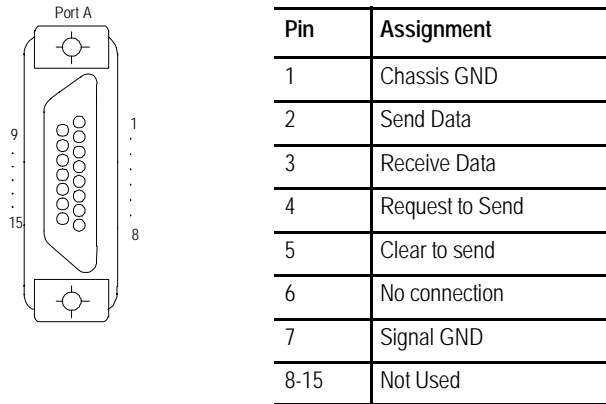 Port A
9
15
1
8
Pin Assignment
1 Chassis GND
2 Send Data
3 Receive Data
4 Request to Send
5 Clear to send
6 No connection
7 Signal GND
8-15 Not Used